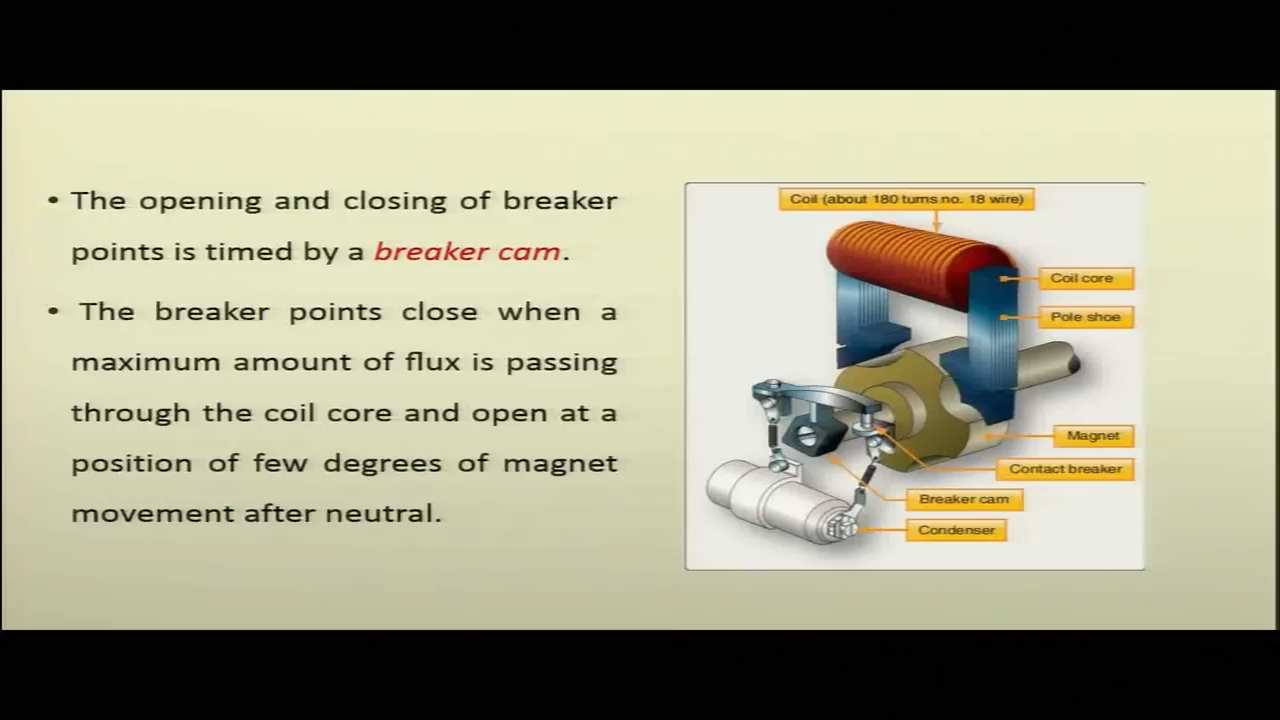 • The opening and closing of breaker
points is timed by a breaker cam.
• The breaker points close when a
maximum amount of flux is passing
through the coil core and open at a
position of few degrees of magnet
movement after neutral.
Coil (about 180 turns no. 18 wire)
Coil core
Pole shoe
Magnet
Contact breaker
Breaker cam
Condenser